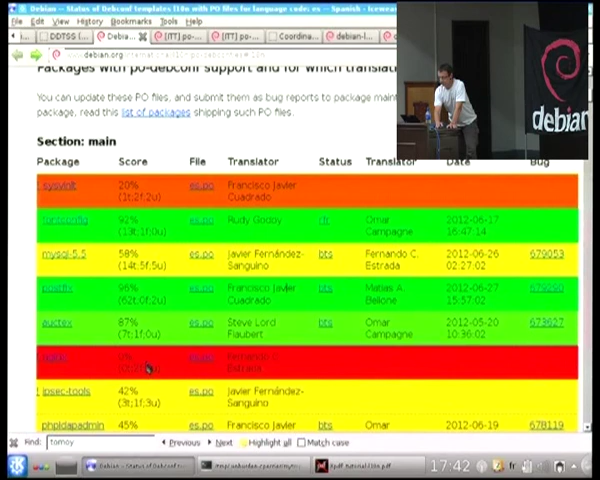 Debian -- Status of Debconf templates l10n with PO files for language code: es -- Spanish - Icewea
File Edit View History Bookmarks Tools Help
DDTSS Debia... [ITT] po-... [ITT] po-... Coordina... debian-l
Packages with po-debconf support and for which translat
You can update these PO files, and submit them as bug reports to package main
package, read this list of packages shipping such PO files.
debian
Section: main
Package Score File Translator Status Translator Date Bug
sysvinit 20% es.po Francisco Javier
(1t;2f;2u) Cuadrado
fontconfig 92% es.po Rudy Godoy rfr Omar 2012-06-17
(13t;1f;0u) Campagne 16:47:14
mysql-5.5 58% es.po Javier Fernández- bts Fernando C. 2012-06-26 679053
(14t;5f;5u) Sanguino Estrada 02:27:02
postfix 96% es.po Francisco Javier bts Matias A. 2012-06-27
(62t;0f;2u) Cuadrado Bellone 15:57:02
auctex 87% es.po Steve Lord bts Omar 2012-05-20 673627
(7t;1f;0u) Flaubert Campagne 10:36:02
0% Fernando C.
Estrada
ipsec-tools 42% es.po Javier Fernández-
(3t;1f;3u) Sanguino
phpldapadmin 45% es.po Francisco Javier bts Omar 2012-06-19 678119
Find: tomoy Previous Next Highlight all Match case
Debian -- Status of Debconf 17:42 fr